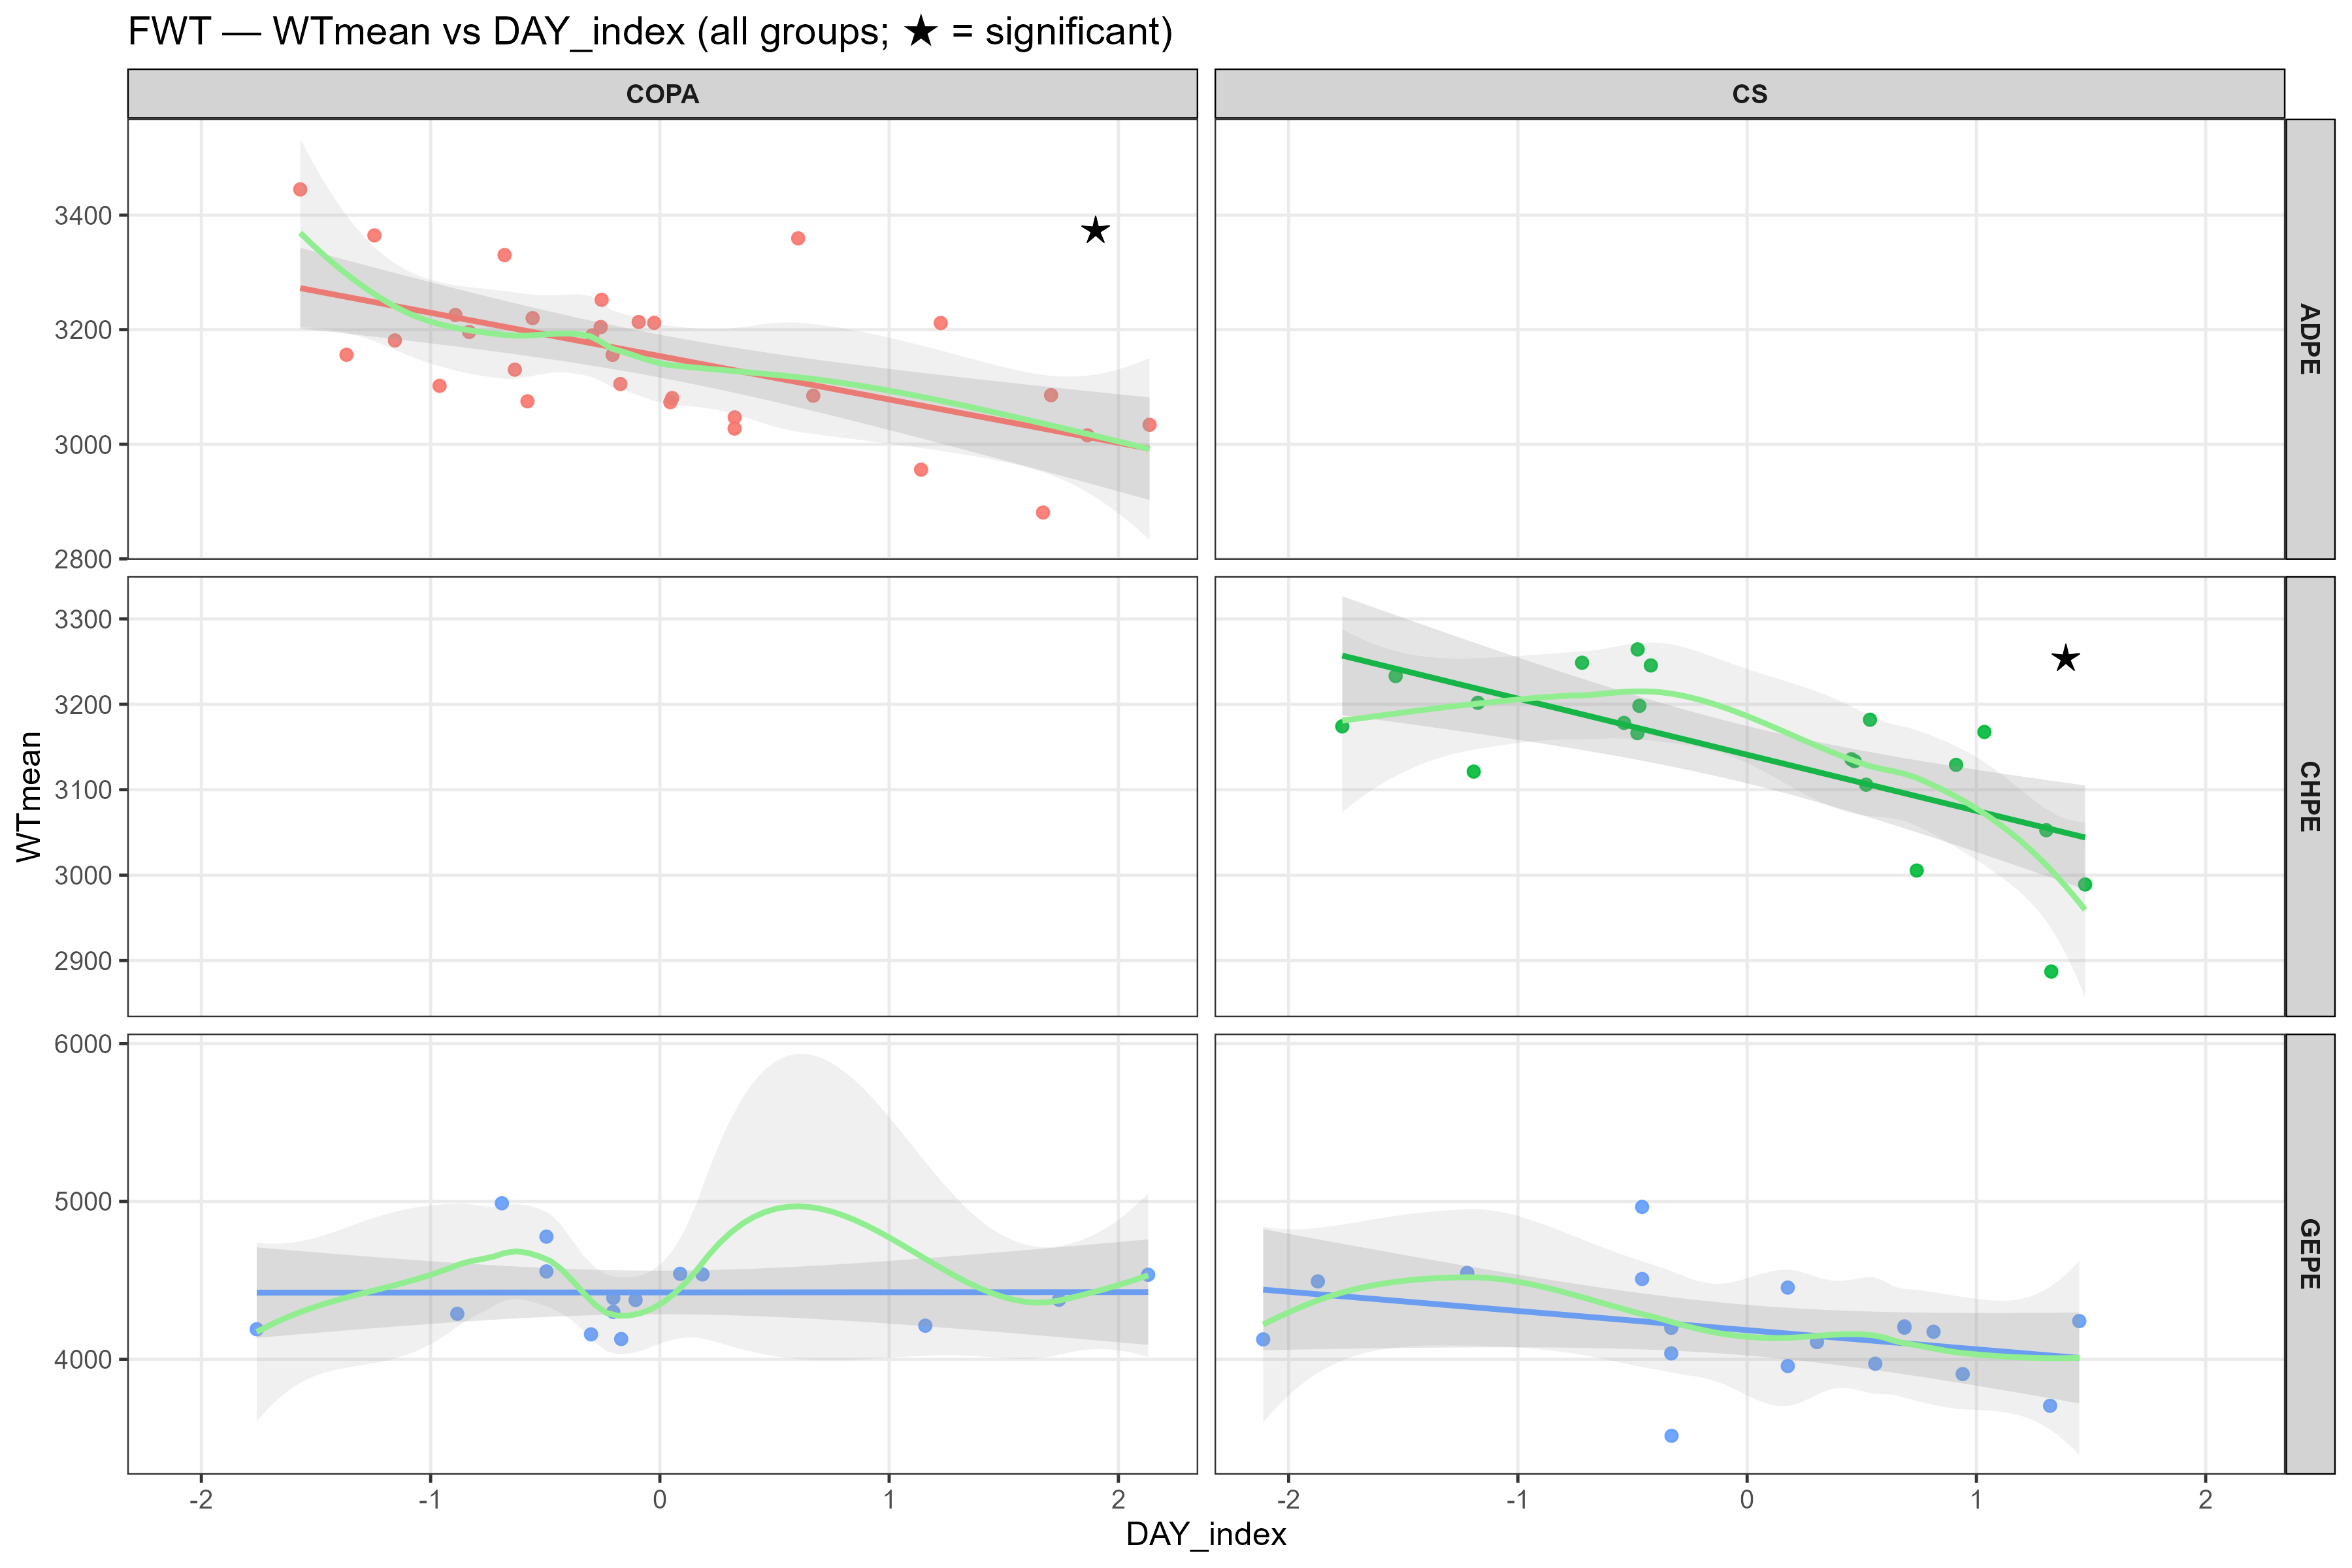 FWT — WTmean vs DAY_index (all groups; ★ = significant)
COPA
CS
3400
3200
3000
2800
★
ADPE
3300
3200
3100
3000
2900
★
CHPE
6000
5000
4000
GEPE
WTmean
-2 -1 0 1 2
-2 -1 0 1 2
DAY_index